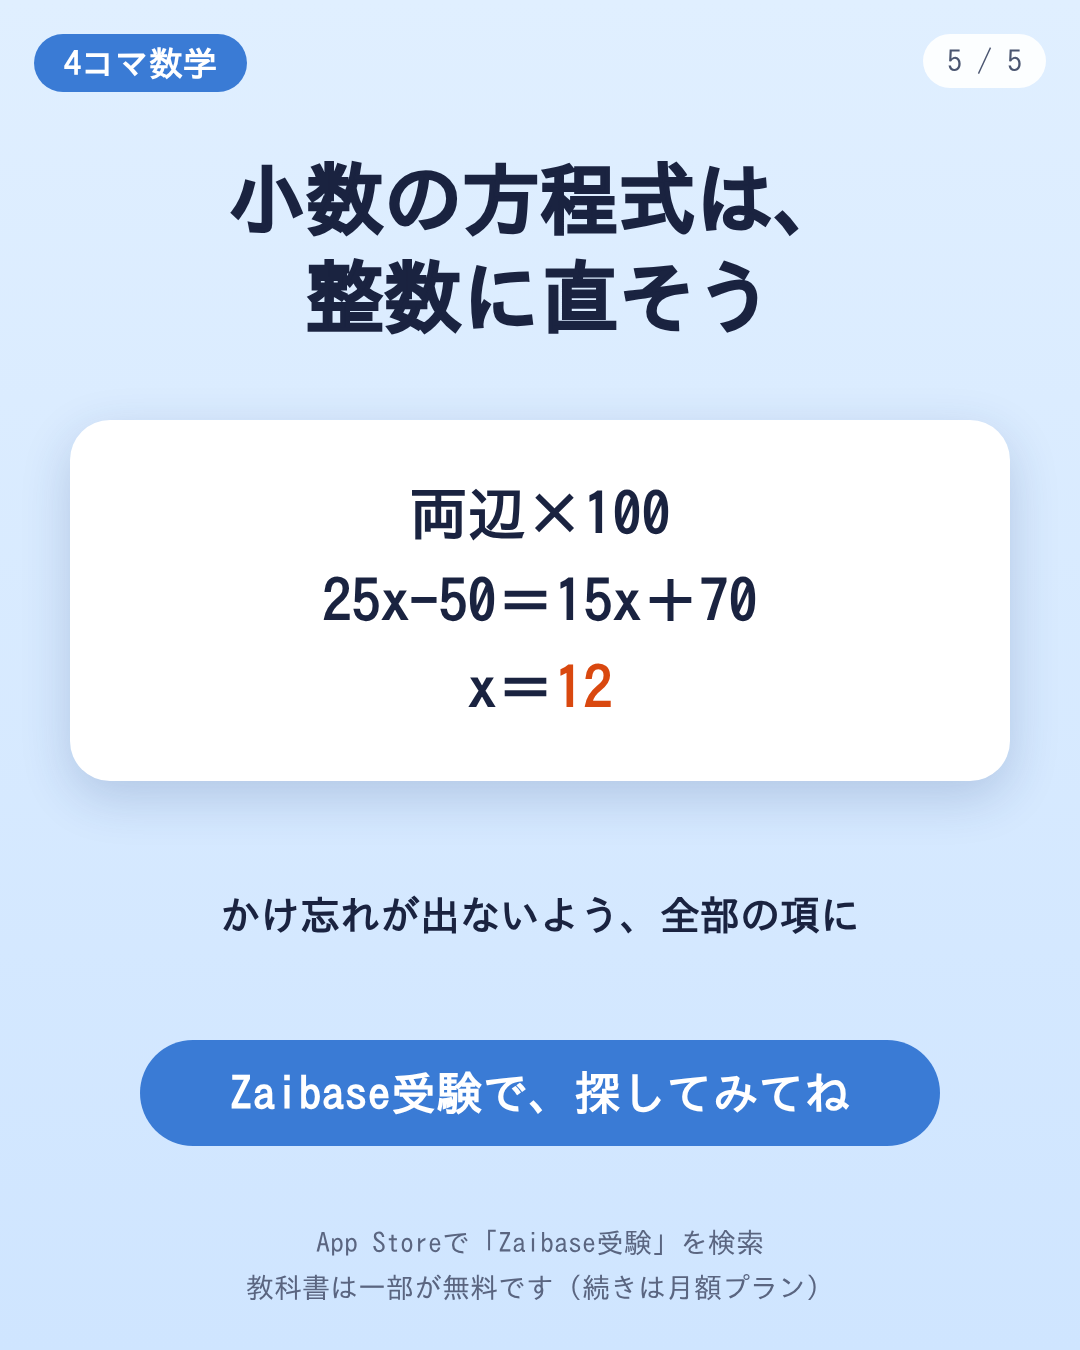 4コマ数学
5 / 5
小数の方程式は、
整数に直そう
両辺×100
25x−50＝15x＋70
x＝12
かけ忘れが出ないよう、全部の項に
Zaibase受験で、探してみてね
App Storeで「Zaibase受験」を検索
教科書は一部が無料です（続きは月額プラン）